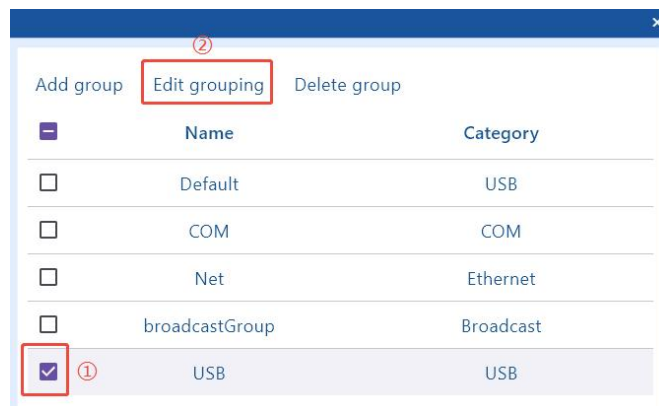 ×
②
Add group Edit grouping Delete group
Name Category
Default USB
COM COM
Net Ethernet
broadcastGroup Broadcast
① USB USB